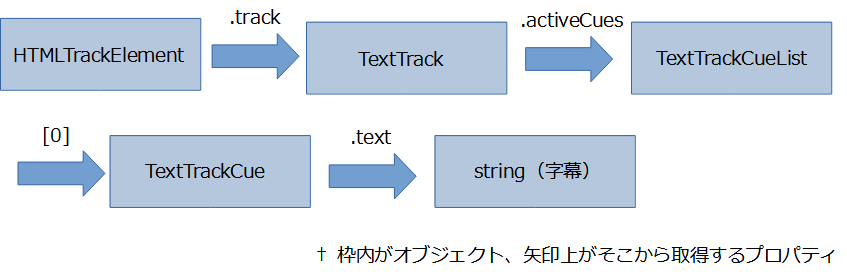 .track
.activeCues
HTMLTrackElement
TextTrack
TextTrackCueList
[0]
.text
TextTrackCue
string（字幕）
† 枠内がオブジェクト、矢印上がそこから取得するプロパティ